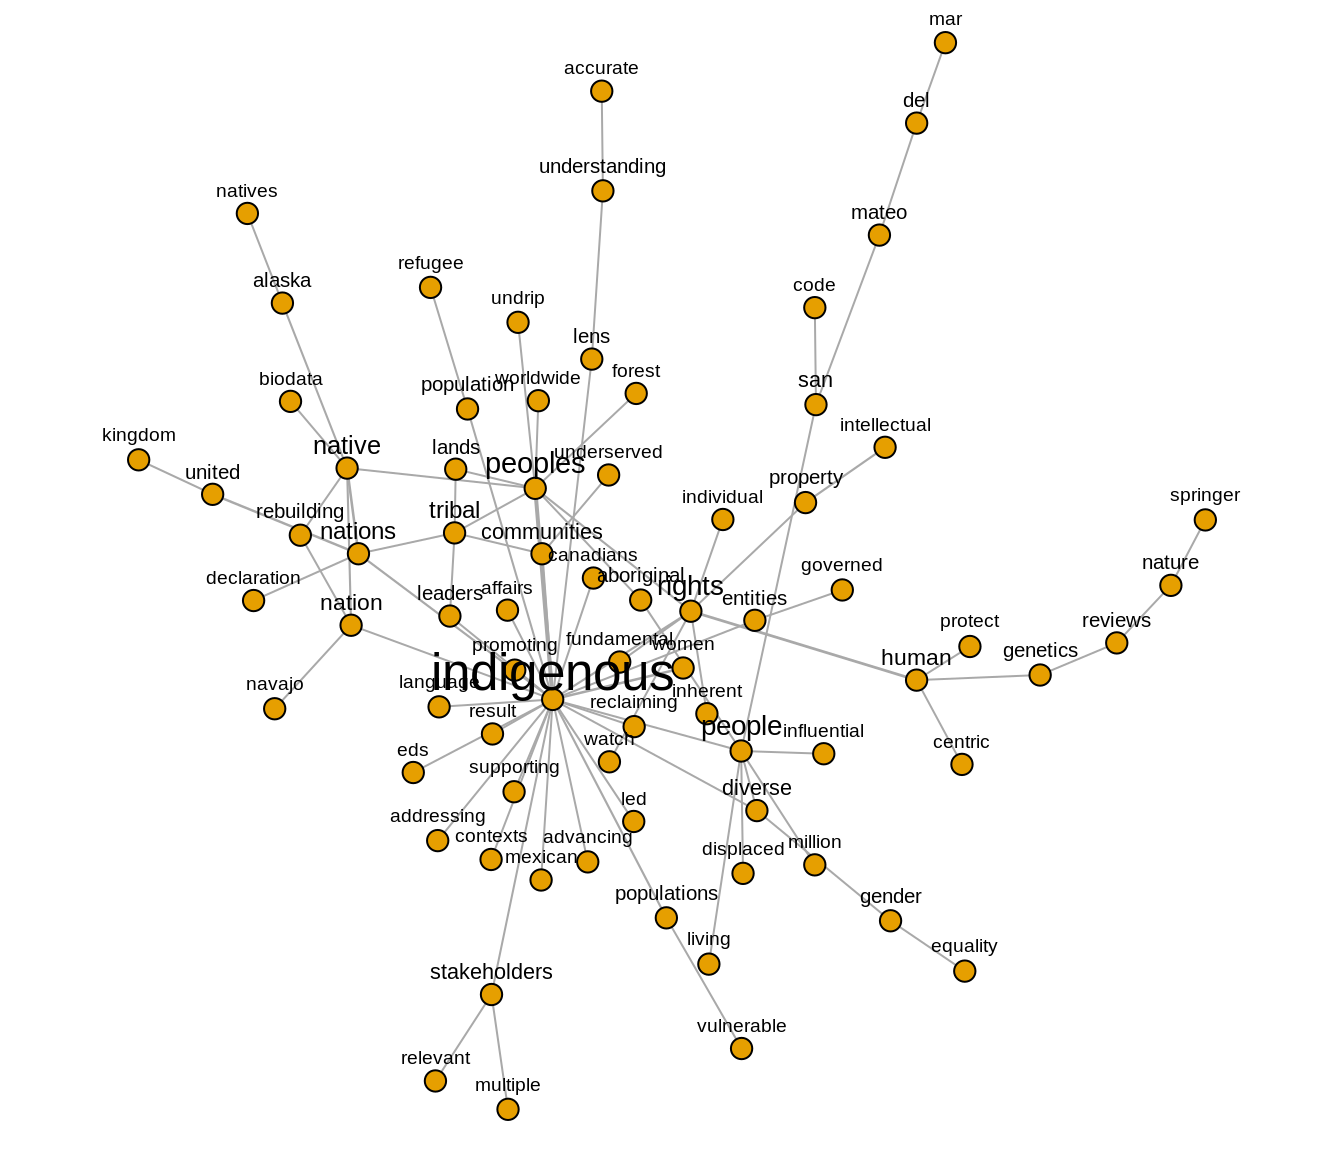 mar
accurate
del
understanding
natives
mateo
refugee
alaska
code
undrip
lens
forest
biodata
worldwide
population
san
intellectual
kingdom
native
lands
underserved
peoples
united
property
individual
springer
rebuilding
tribal
nations
communities
canadians
governed
nature
declaration
aboriginal
rights
affairs
leaders
entities
nation
protect
reviews
fundamental
women
promoting
genetics
human
indigenous
navajo
language
inherent
reclaiming
result
people
influential
watch
centric
eds
supporting
diverse
led
addressing
contexts
advancing
million
displaced
mexican
populations
gender
living
equality
stakeholders
vulnerable
relevant
multiple